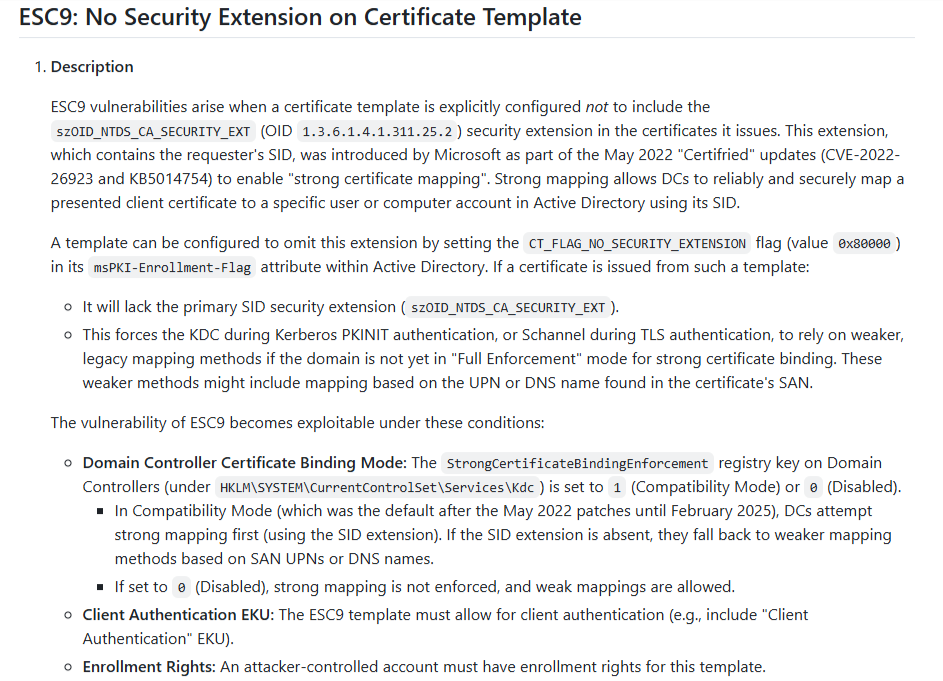 ESC9: No Security Extension on Certificate Template
1. Description
ESC9 vulnerabilities arise when a certificate template is explicitly configured not to include the
szOID_NTDS_CA_SECURITY_EXT (OID 1.3.6.1.4.1.311.25.2 ) security extension in the certificates it issues. This extension,
which contains the requester's SID, was introduced by Microsoft as part of the May 2022 "Certifried" updates (CVE-2022-
26923 and KB5014754) to enable "strong certificate mapping". Strong mapping allows DCs to reliably and securely map a
presented client certificate to a specific user or computer account in Active Directory using its SID.
A template can be configured to omit this extension by setting the CT_FLAG_NO_SECURITY_EXTENSION flag (value 0x80000 )
in its msPKI-Enrollment-Flag attribute within Active Directory. If a certificate is issued from such a template:
It will lack the primary SID security extension ( szOID_NTDS_CA_SECURITY_EXT ).
This forces the KDC during Kerberos PKINIT authentication, or Schannel during TLS authentication, to rely on weaker,
legacy mapping methods if the domain is not yet in "Full Enforcement" mode for strong certificate binding. These
weaker methods might include mapping based on the UPN or DNS name found in the certificate's SAN.
The vulnerability of ESC9 becomes exploitable under these conditions:
Domain Controller Certificate Binding Mode: The StrongCertificateBindingEnforcement registry key on Domain
Controllers (under HKLM\SYSTEM\CurrentControlSet\Services\Kdc ) is set to 1 (Compatibility Mode) or 0 (Disabled).
In Compatibility Mode (which was the default after the May 2022 patches until February 2025), DCs attempt
strong mapping first (using the SID extension). If the SID extension is absent, they fall back to weaker mapping
methods based on SAN UPNs or DNS names.
If set to 0 (Disabled), strong mapping is not enforced, and weak mappings are allowed.
Client Authentication EKU: The ESC9 template must allow for client authentication (e.g., include "Client
Authentication" EKU).
Enrollment Rights: An attacker-controlled account must have enrollment rights for this template.